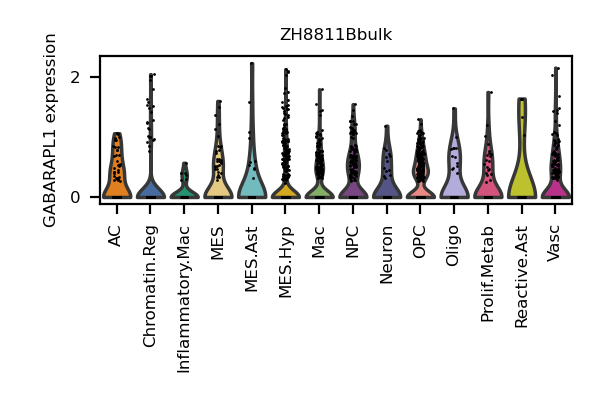 ZH8811Bbulk
GABARAPL1 expression
2
0
AC
Chromatin.Reg
Inflammatory.Mac
MES
MES.Ast
MES.Hyp
Mac
NPC
Neuron
OPC
Oligo
Prolif.Metab
Reactive.Ast
Vasc